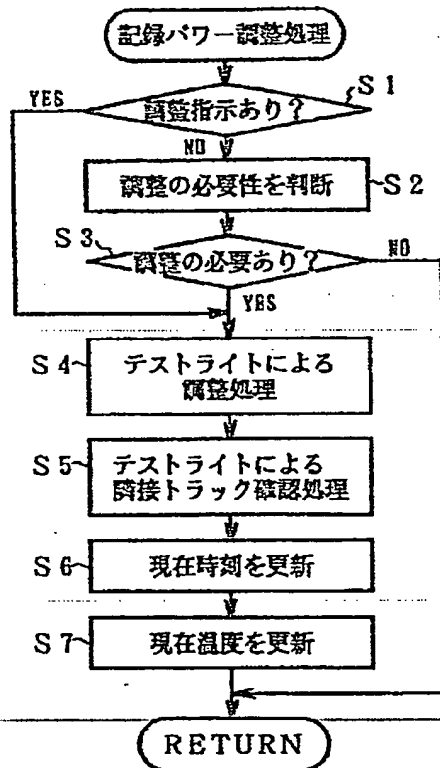 記録パワー調整処理
S1
YES
調整指示あり?
NO
調整の必要性を判断
S2
S3
調整の必要あり?
NO
YES
S4
テストライトによる
調整処理
S5
テストライトによる
隣接トラック確認処理
S6
現在時刻を更新
S7
現在温度を更新
RETURN